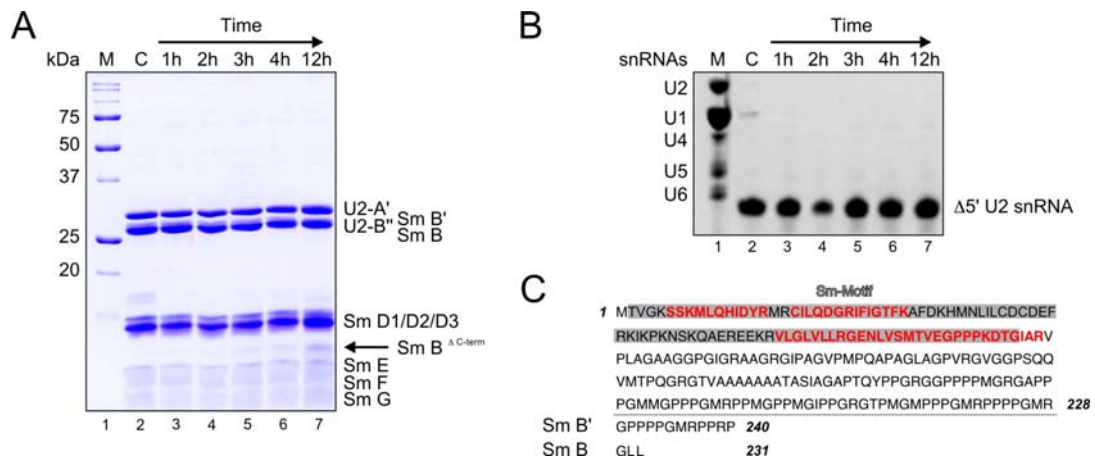 A
Time
kDa M C 1h 2h 3h 4h 12h
75
50
37
25
20
U2-A'
U2-B'' Sm B'
Sm B
Sm D1/D2/D3
Sm B Δ C-term
Sm E
Sm F
Sm G
1 2 3 4 5 6 7
B
Time
snRNAs M C 1h 2h 3h 4h 12h
U2
U1
U4
U5
U6
Δ5' U2 snRNA
1 2 3 4 5 6 7
C
Sm-Motif
1 MTVGKSSKMLQHIDYRMRCILQDGRIFIGTFKAFDKHMNLILCDCDEF
RKIKPKNSKQAEREEKRVLGLVLLRGENLVSMTVEGPPPKDTGIARV
PLAGAAGGPGIGRAAGRGIPAGVPMPQAPAGLAGPVRGVGGPSQQ
VMTPQGRGTVAAAAAAATASIAGAPTQYPPGRGGPPPPMGRGAPP
PGMMGPPPGMRPPMGPPMGIPPGRGTPMGMPPPGMRPPPPGMR 228
Sm B' GPPPPGMRPPRP 240
Sm B GLL 231